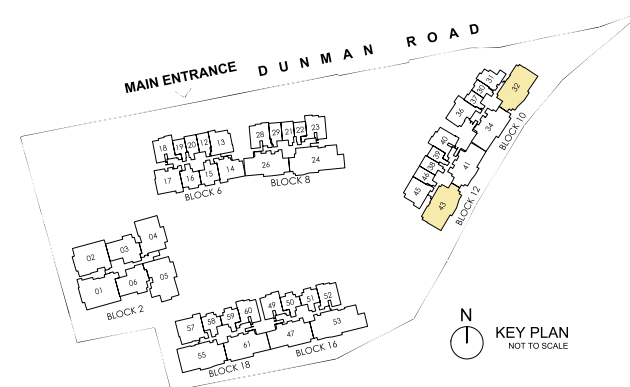 DUNMAN ROAD
MAIN ENTRANCE
31 32
30
37
36
34
BLOCK 10
40
39
38 41
46
45 43
BLOCK 12
18 19 20 12 13
17 16 15 14
BLOCK 6
28 29 21 22 23
26 24
BLOCK 8
02 03 04
01 06 05
BLOCK 2
57 58 59 60
55 61
BLOCK 18
49 50 51 52
47 53
BLOCK 16
N
KEY PLAN
NOT TO SCALE